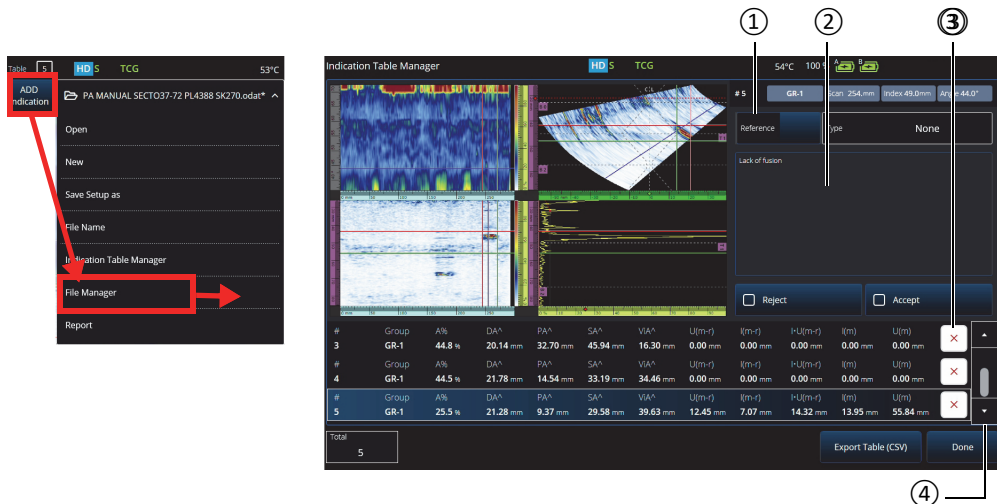 ① ② ③
Table 5 HD S TCG 53°C
ADD
Indication
PA MANUAL SECTO37-72 PL4388 SK270.odat*
Open
New
Save Setup as
File Name
Indication Table Manager
File Manager
Report
Indication Table Manager HD S TCG 54°C 100 % A B
# 5 GR-1 Scan 254.mm Index 49.0mm Angle 44.0°
Reference Type None
Lack of fusion
Reject Accept
# Group A% DA^ PA^ SA^ ViA^ U(m-r) I(m-r) I·U(m-r) I(m) U(m)
3 GR-1 44.8 % 20.14 mm 32.70 mm 45.94 mm 16.30 mm 0.00 mm 0.00 mm 0.00 mm 0.00 mm 0.00 mm
# Group A% DA^ PA^ SA^ ViA^ U(m-r) I(m-r) I·U(m-r) I(m) U(m)
4 GR-1 44.5 % 21.78 mm 14.54 mm 33.19 mm 34.46 mm 0.00 mm 0.00 mm 0.00 mm 0.00 mm 0.00 mm
# Group A% DA^ PA^ SA^ ViA^ U(m-r) I(m-r) I·U(m-r) I(m) U(m)
5 GR-1 25.5 % 21.28 mm 9.37 mm 29.58 mm 39.63 mm 12.45 mm 7.07 mm 14.32 mm 13.95 mm 55.84 mm
Total
5
Export Table (CSV) Done
④